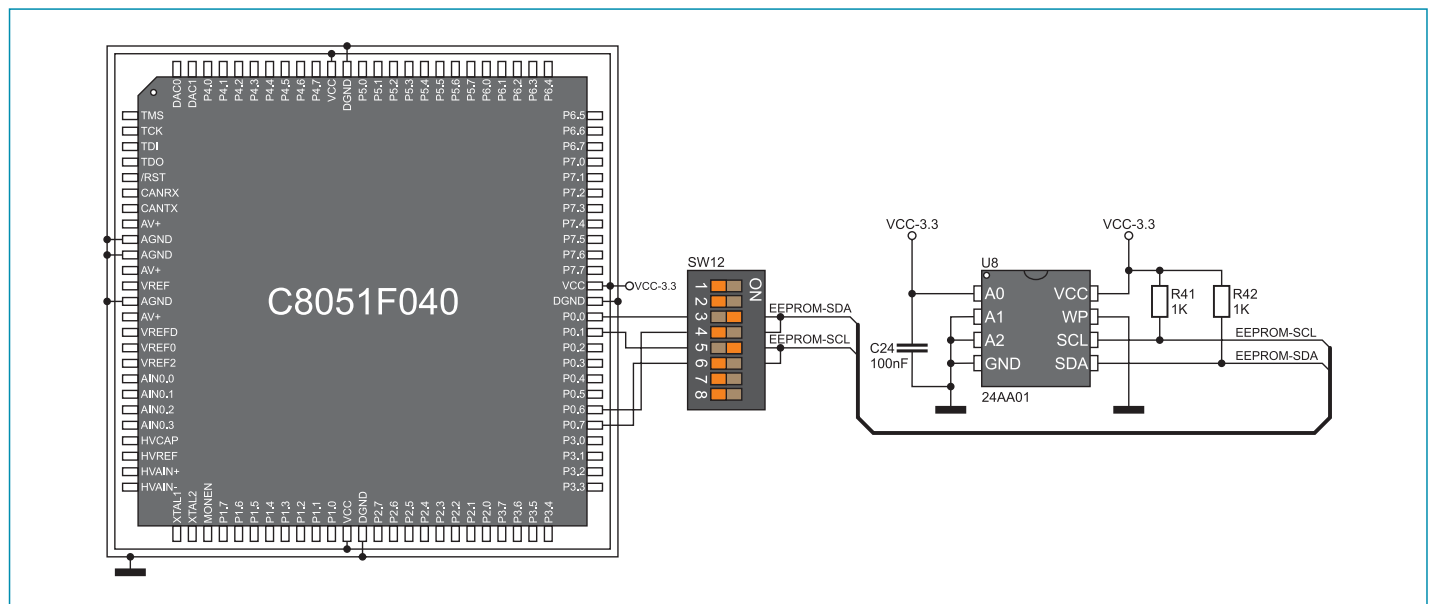 DAC0
DAC1
P4.0
P4.1
P4.2
P4.3
P4.4
P4.5
P4.6
P4.7
VCC
DGND
P5.0
P5.1
P5.2
P5.3
P5.4
P5.5
P5.6
P5.7
P6.0
P6.1
P6.2
P6.3
P6.4
TMS
TCK
TDI
TDO
/RST
CANRX
CANTX
AV+
AGND
AGND
AV+
VREF
AGND
AV+
VREFD
VREF0
VREF2
AIN0.0
AIN0.1
AIN0.2
AIN0.3
HVCAP
HVREF
HVAIN+
HVAIN-
C8051F040
P6.5
P6.6
P6.7
P7.0
P7.1
P7.2
P7.3
P7.4
P7.5
P7.6
P7.7
VCC
DGND
P0.0
P0.1
P0.2
P0.3
P0.4
P0.5
P0.6
P0.7
P3.0
P3.1
P3.2
P3.3
XTAL1
XTAL2
MONEN
P1.7
P1.6
P1.5
P1.4
P1.3
P1.2
P1.1
P1.0
VCC
DGND
P2.7
P2.6
P2.5
P2.4
P2.3
P2.2
P2.1
P2.0
P3.7
P3.6
P3.5
P3.4
VCC-3.3
SW12
ON
1
2
3
4
5
6
7
8
EEPROM-SDA
EEPROM-SCL
VCC-3.3
C24
100nF
VCC-3.3
U8
A0
A1
A2
GND
VCC
WP
SCL
SDA
24AA01
R41
1K
R42
1K
EEPROM-SCL
EEPROM-SDA